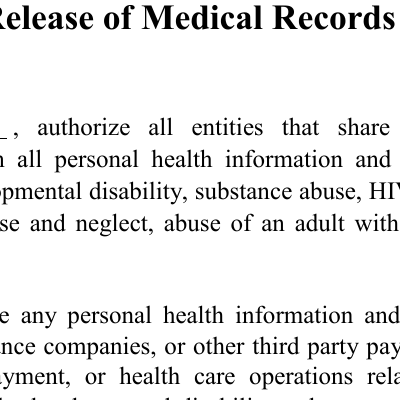 Release of Medical Records
_ , authorize all entities that share
all personal health information and
opmental disability, substance abuse, HIV
se and neglect, abuse of an adult with
e any personal health information and
ance companies, or other third party pay
ayment, or health care operations rela